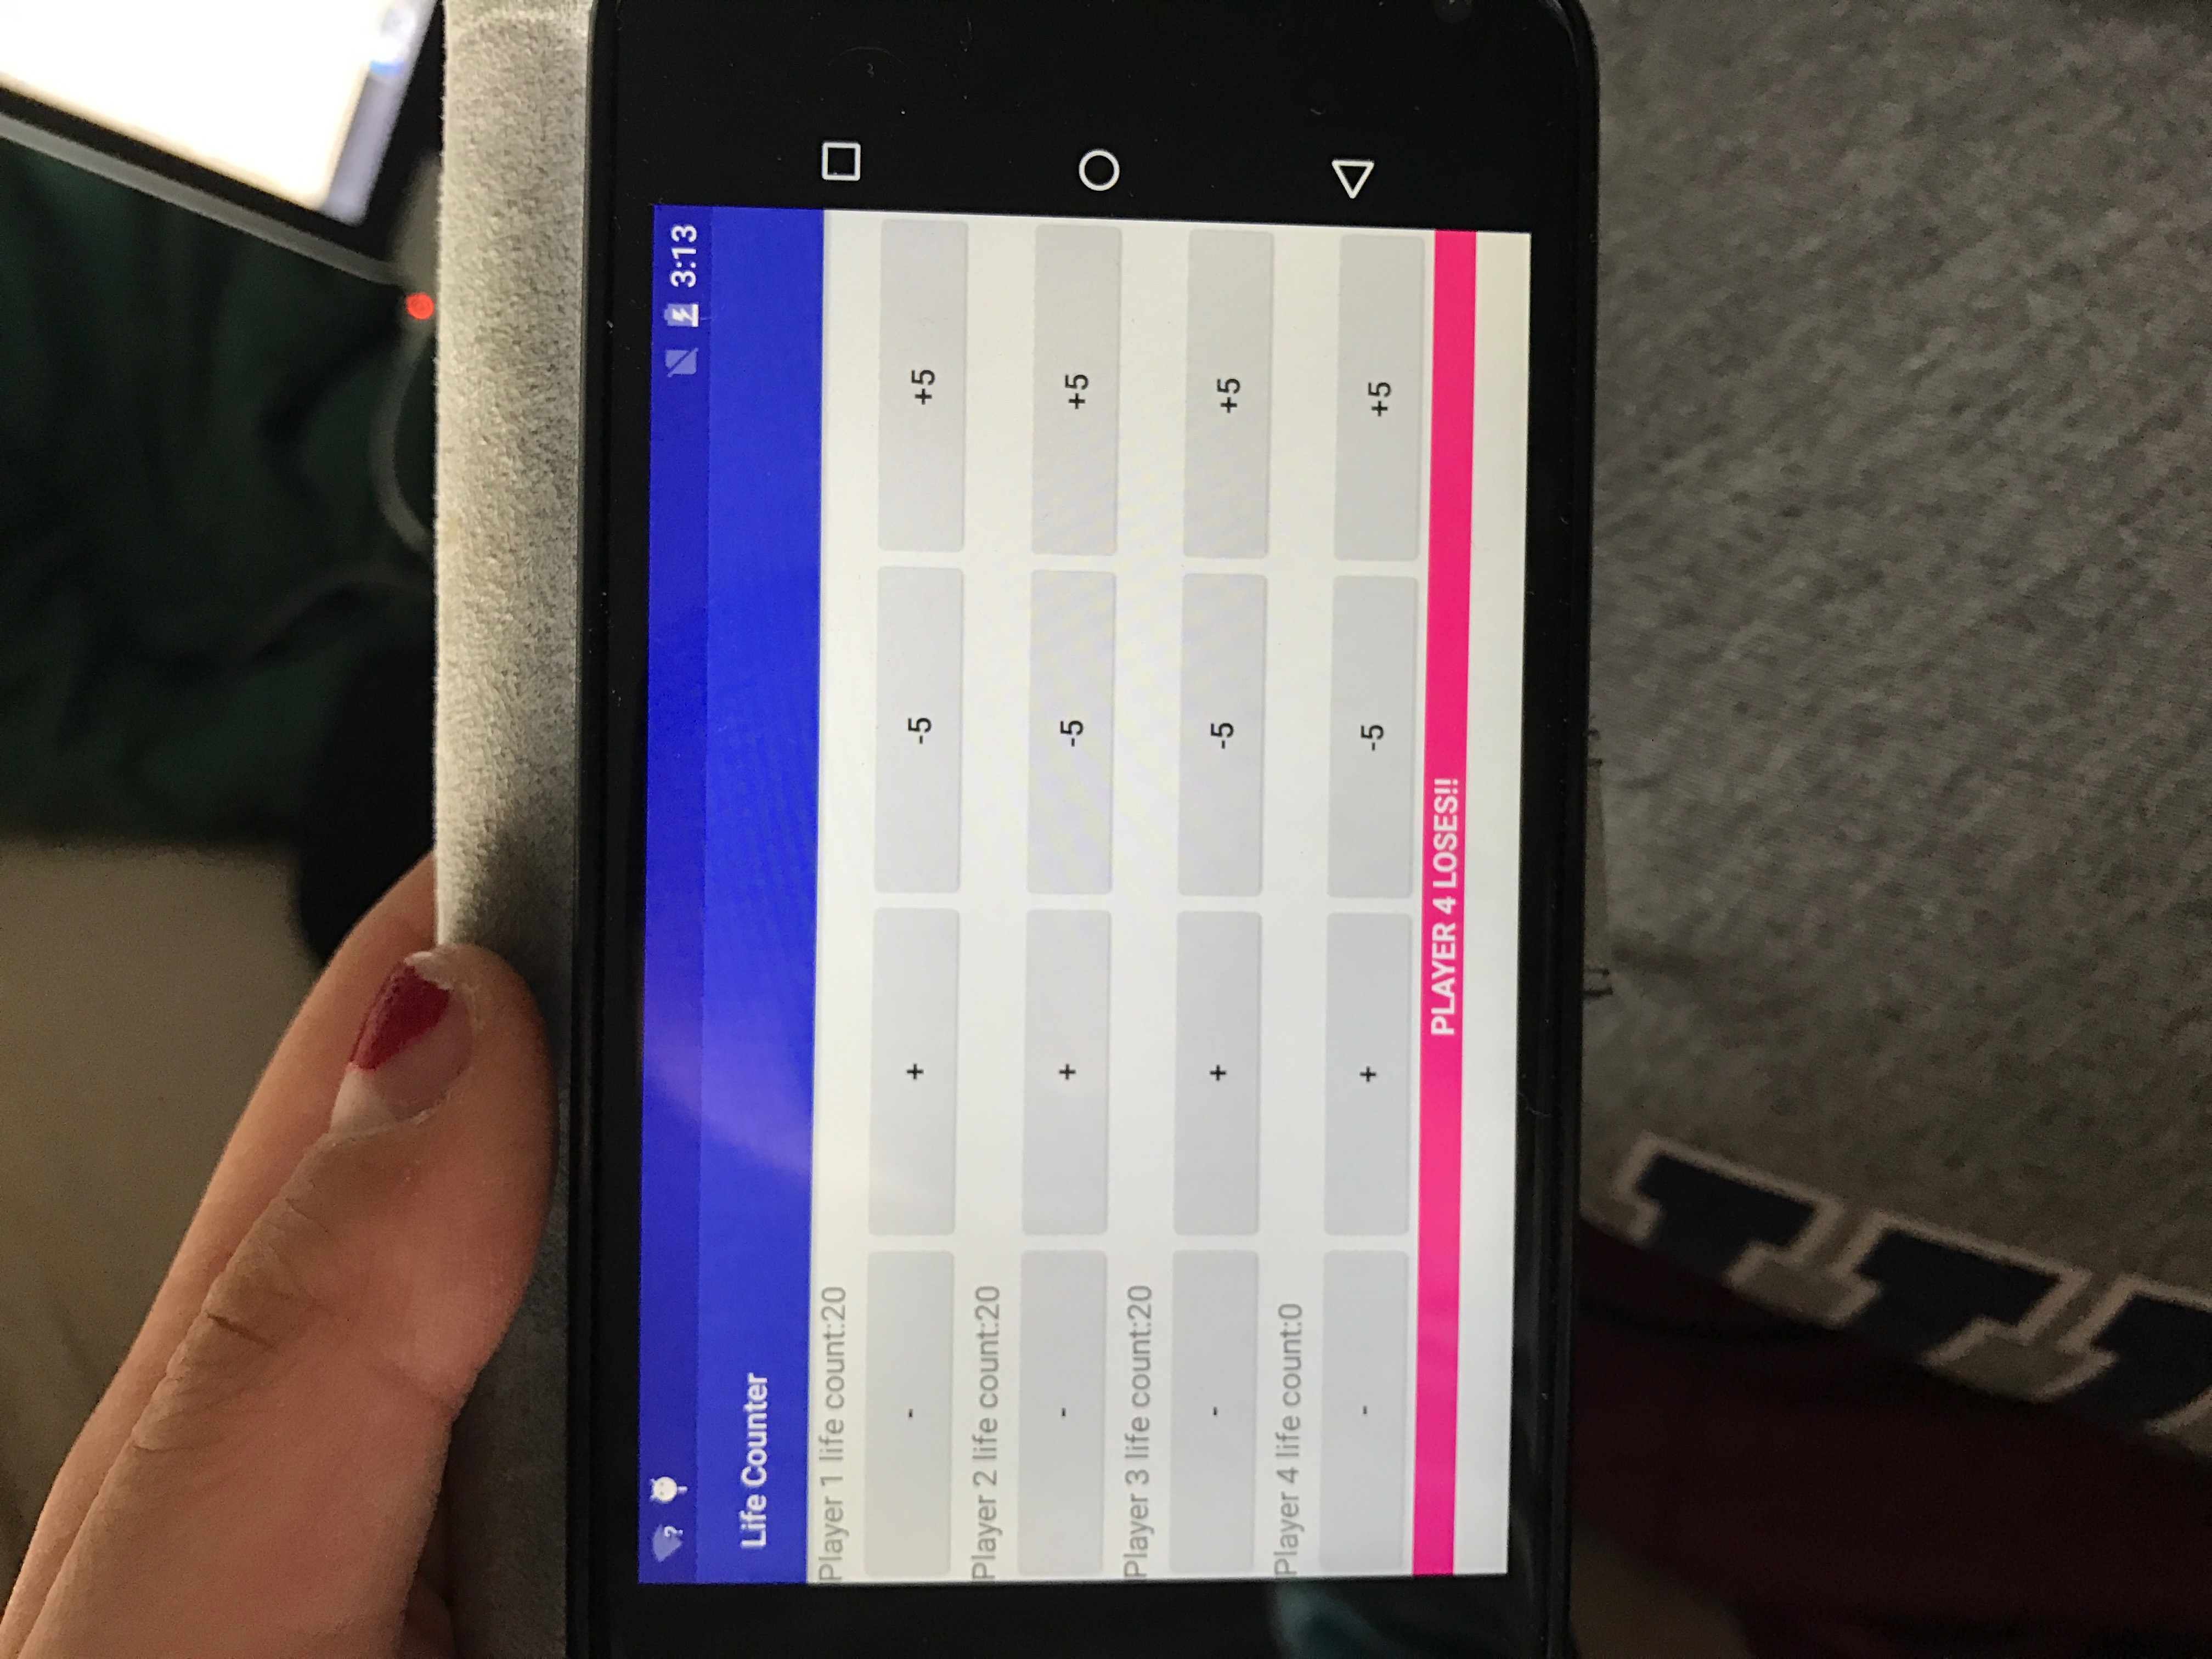 3:13
Life Counter
Player 1 life count:20
- + -5 +5
Player 2 life count:20
- + -5 +5
Player 3 life count:20
- + -5 +5
Player 4 life count:0
- + -5 +5
PLAYER 4 LOSES!!